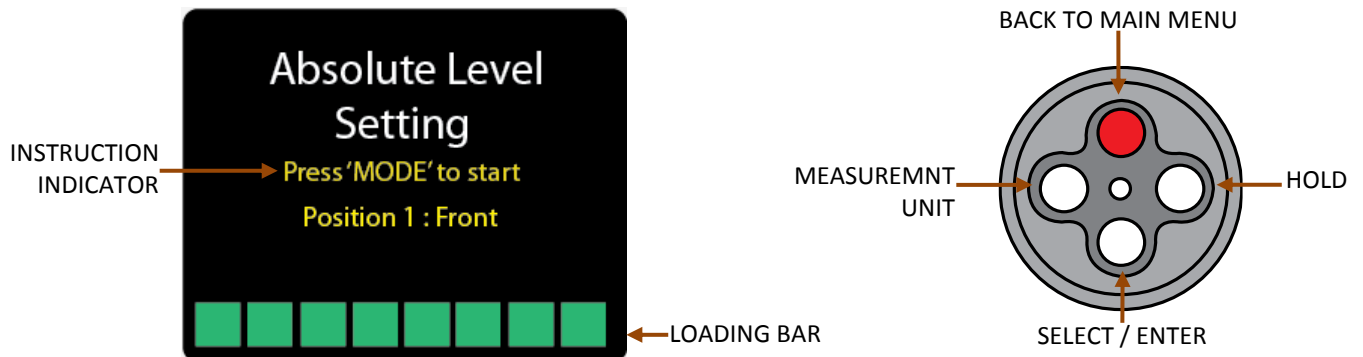 Absolute Level
Setting
Press 'MODE' to start
Position 1 : Front
INSTRUCTION
INDICATOR
LOADING BAR
BACK TO MAIN MENU
MEASUREMNT
UNIT
HOLD
SELECT / ENTER